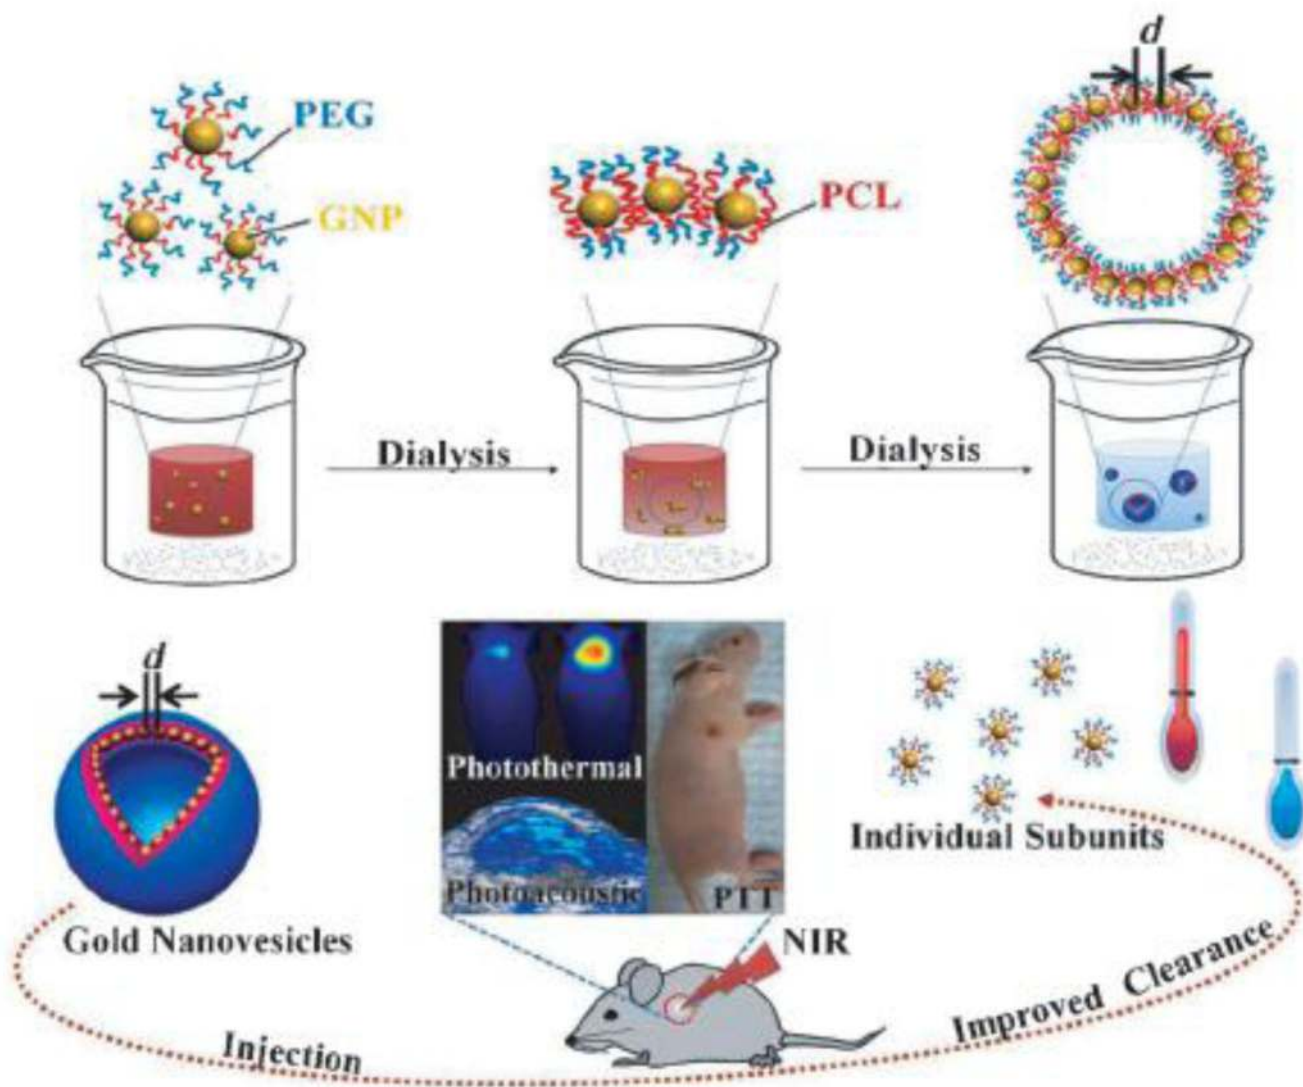 d
PEG
GNP
PCL
Dialysis
Dialysis
d
Gold Nanovesicles
Photothermal
Photoacoustic
PTT
Individual Subunits
NIR
Injection
Improved Clearance